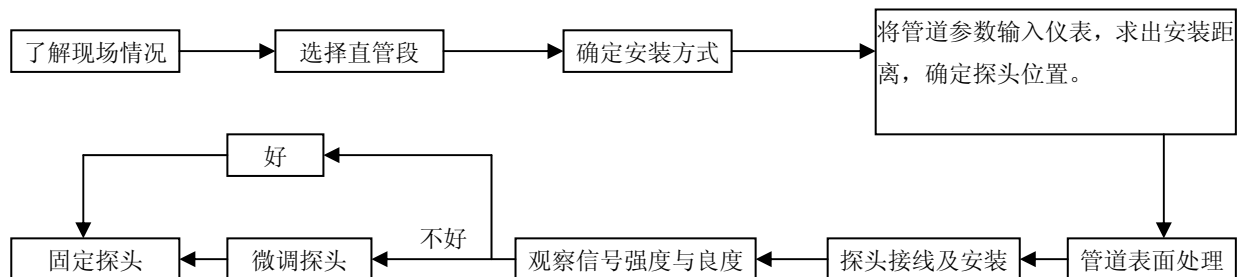 了解现场情况
选择直管段
确定安装方式
将管道参数输入仪表，求出安装距
离，确定探头位置。
好
不好
固定探头
微调探头
观察信号强度与良度
探头接线及安装
管道表面处理